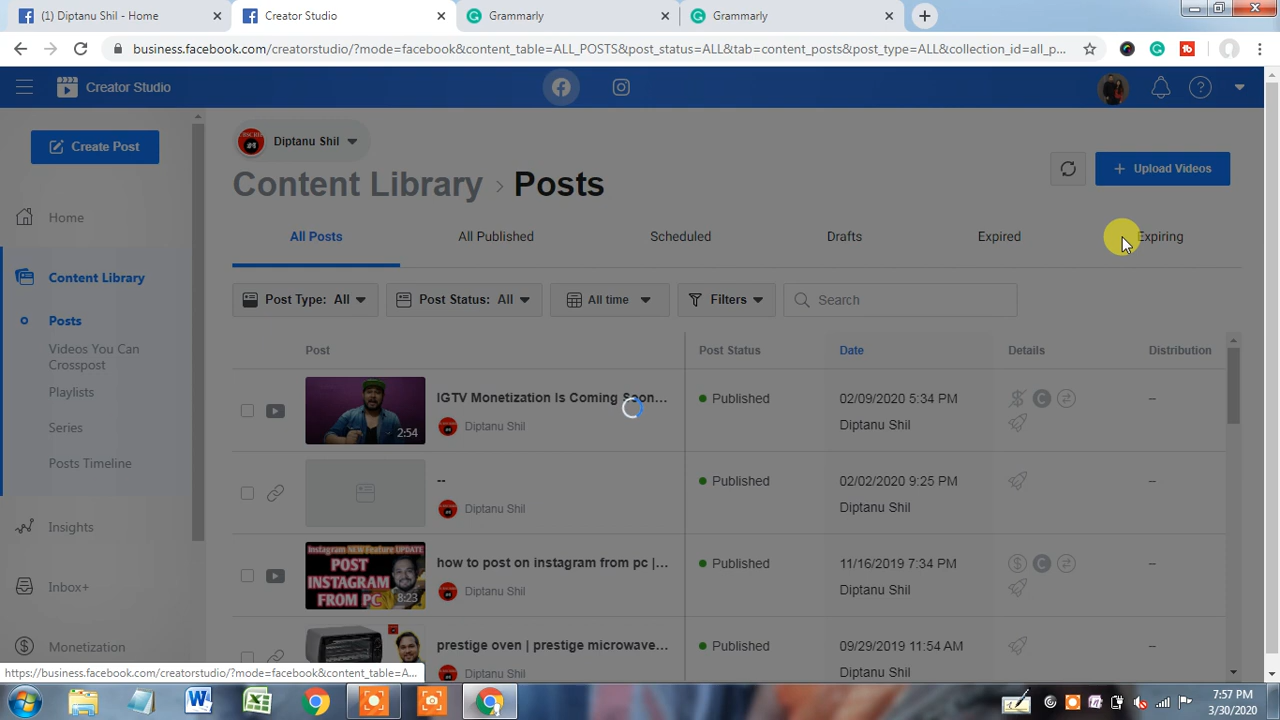 (1) Diptanu Shil - Home
Creator Studio
Grammarly
Grammarly
business.facebook.com/creatorstudio/?mode=facebook&content_table=ALL_POSTS&post_status=ALL&tab=content_posts&post_type=ALL&collection_id=all_p...
Creator Studio
Create Post
Home
Content Library
Posts
Videos You Can
Crosspost
Playlists
Series
Posts Timeline
Insights
Inbox+
Monetization
Diptanu Shil
Content Library > Posts
Upload Videos
All Posts
All Published
Scheduled
Drafts
Expired
Expiring
Post Type: All
Post Status: All
All time
Filters
Search
Post
Post Status
Date
Details
Distribution
2:54
IGTV Monetization Is Coming Soon...
Diptanu Shil
Published
02/09/2020 5:34 PM
Diptanu Shil
--
--
Diptanu Shil
Published
02/02/2020 9:25 PM
Diptanu Shil
--
Instagram NEW Feature UPDATE
POST
INSTAGRAM
FROM PC
8:23
how to post on instagram from pc |...
Diptanu Shil
Published
11/16/2019 7:34 PM
Diptanu Shil
--
prestige oven | prestige microwave...
Diptanu Shil
Published
09/29/2019 11:54 AM
Diptanu Shil
--
https://business.facebook.com/creatorstudio/?mode=facebook&content_table=A...
7:57 PM
3/30/2020